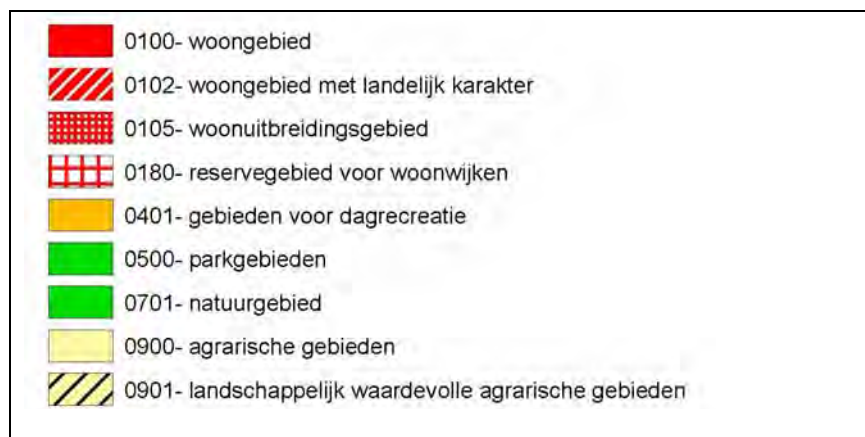 0100- woongebied
0102- woongebied met landelijk karakter
0105- woonuitbreidingsgebied
0180- reservegebied voor woonwijken
0401- gebieden voor dagrecreatie
0500- parkgebieden
0701- natuurgebied
0900- agrarische gebieden
0901- landschappelijk waardevolle agrarische gebieden